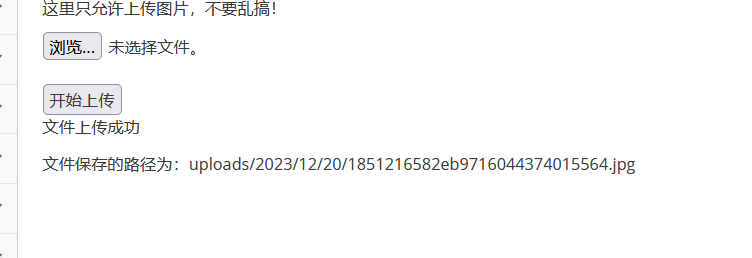 这里只允许上传图片，不要乱搞！
浏览... 未选择文件。
开始上传
文件上传成功
文件保存的路径为：uploads/2023/12/20/1851216582eb9716044374015564.jpg